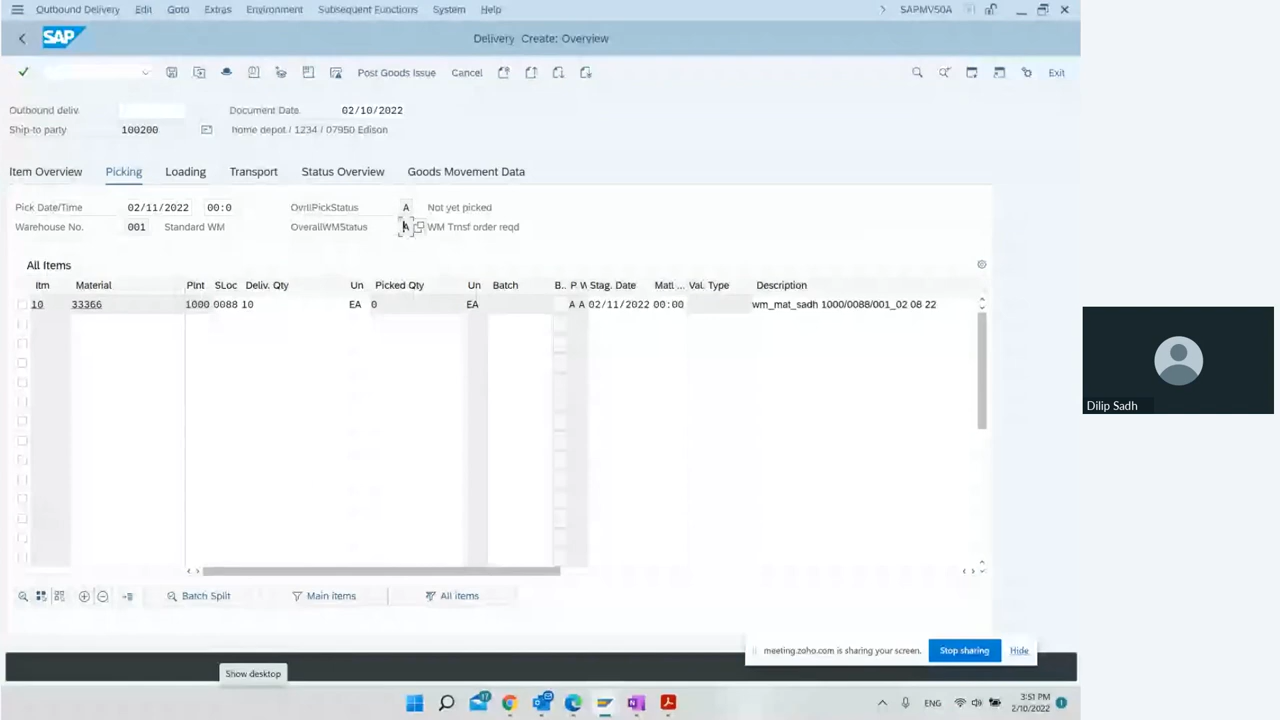 Outbound Delivery Edit Goto Extras Environment Subsequent Functions System Help SAPMV50A
SAP Delivery Create: Overview
Post Goods Issue Cancel Exit
Outbound deliv. Document Date. 02/10/2022
Ship-to party 100200 home depot / 1234 / 07950 Edison
Item Overview Picking Loading Transport Status Overview Goods Movement Data
Pick Date/Time 02/11/2022 00:0 OvrllPickStatus A Not yet picked
Warehouse No. 001 Standard WM OverallWMStatus A WM Trnsf order reqd
All Items
Itm Material Plnt SLoc Deliv. Qty Un Picked Qty Un Batch B.. P W Stag. Date Matl ... Val. Type Description
10 33366 1000 0088 10 EA 0 EA A A 02/11/2022 00:00 wm_mat_sadh 1000/0088/001_02 08 22
Batch Split Main items All items
meeting.zoho.com is sharing your screen. Stop sharing Hide
Show desktop
ENG 3:51 PM
2/10/2022
Dilip Sadh